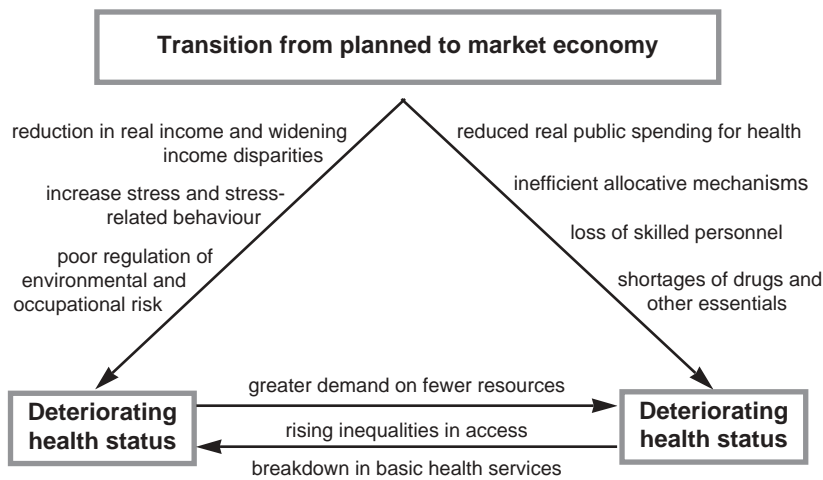 Transition from planned to market economy
reduction in real income and widening
income disparities
increase stress and stress-
related behaviour
poor regulation of
environmental and
occupational risk
reduced real public spending for health
inefficient allocative mechanisms
loss of skilled personnel
shortages of drugs and
other essentials
Deteriorating
health status
greater demand on fewer resources
rising inequalities in access
breakdown in basic health services
Deteriorating
health status